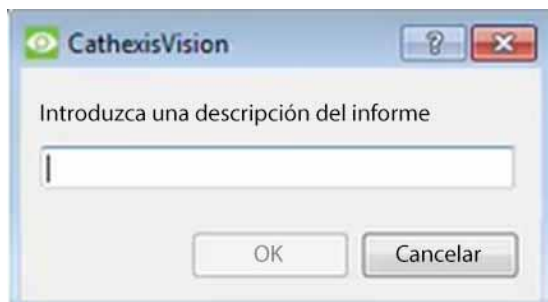 CathexisVision
Introduzca una descripción del informe
OK
Cancelar